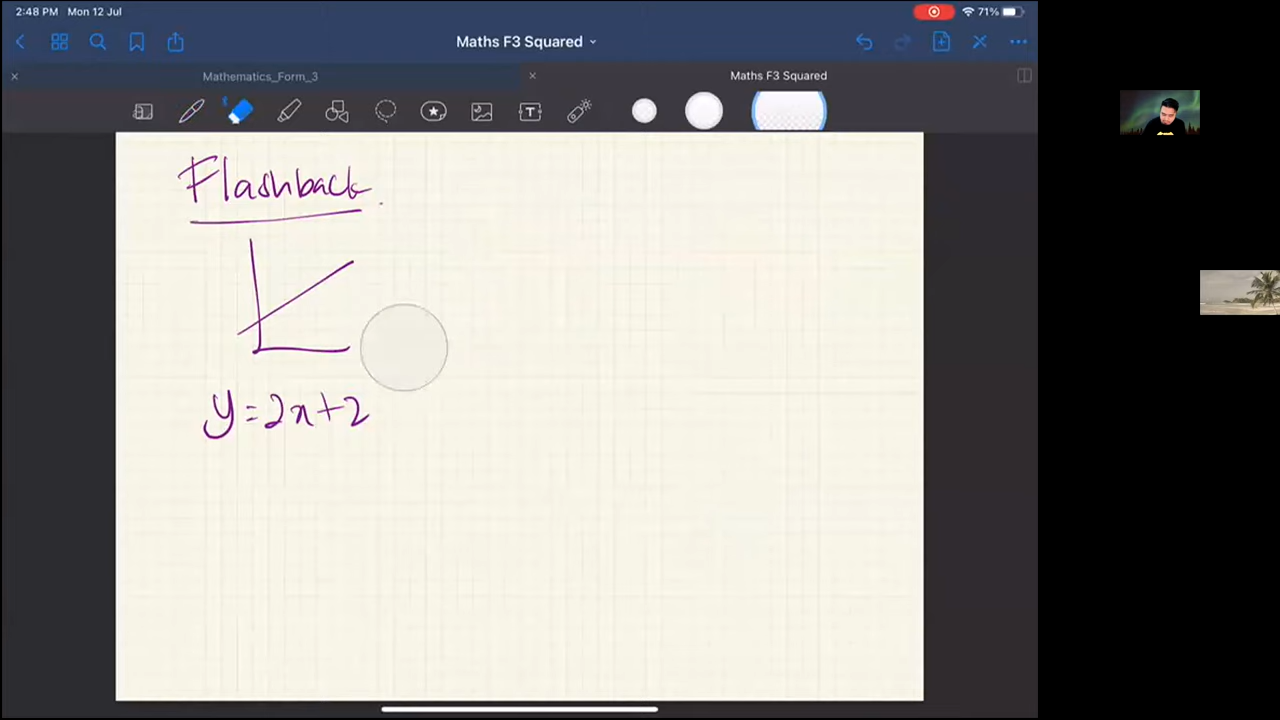 2:48 PM Mon 12 Jul
71%
Maths F3 Squared
Mathematics_Form_3
Maths F3 Squared
T
Flashback.
y=2x+2